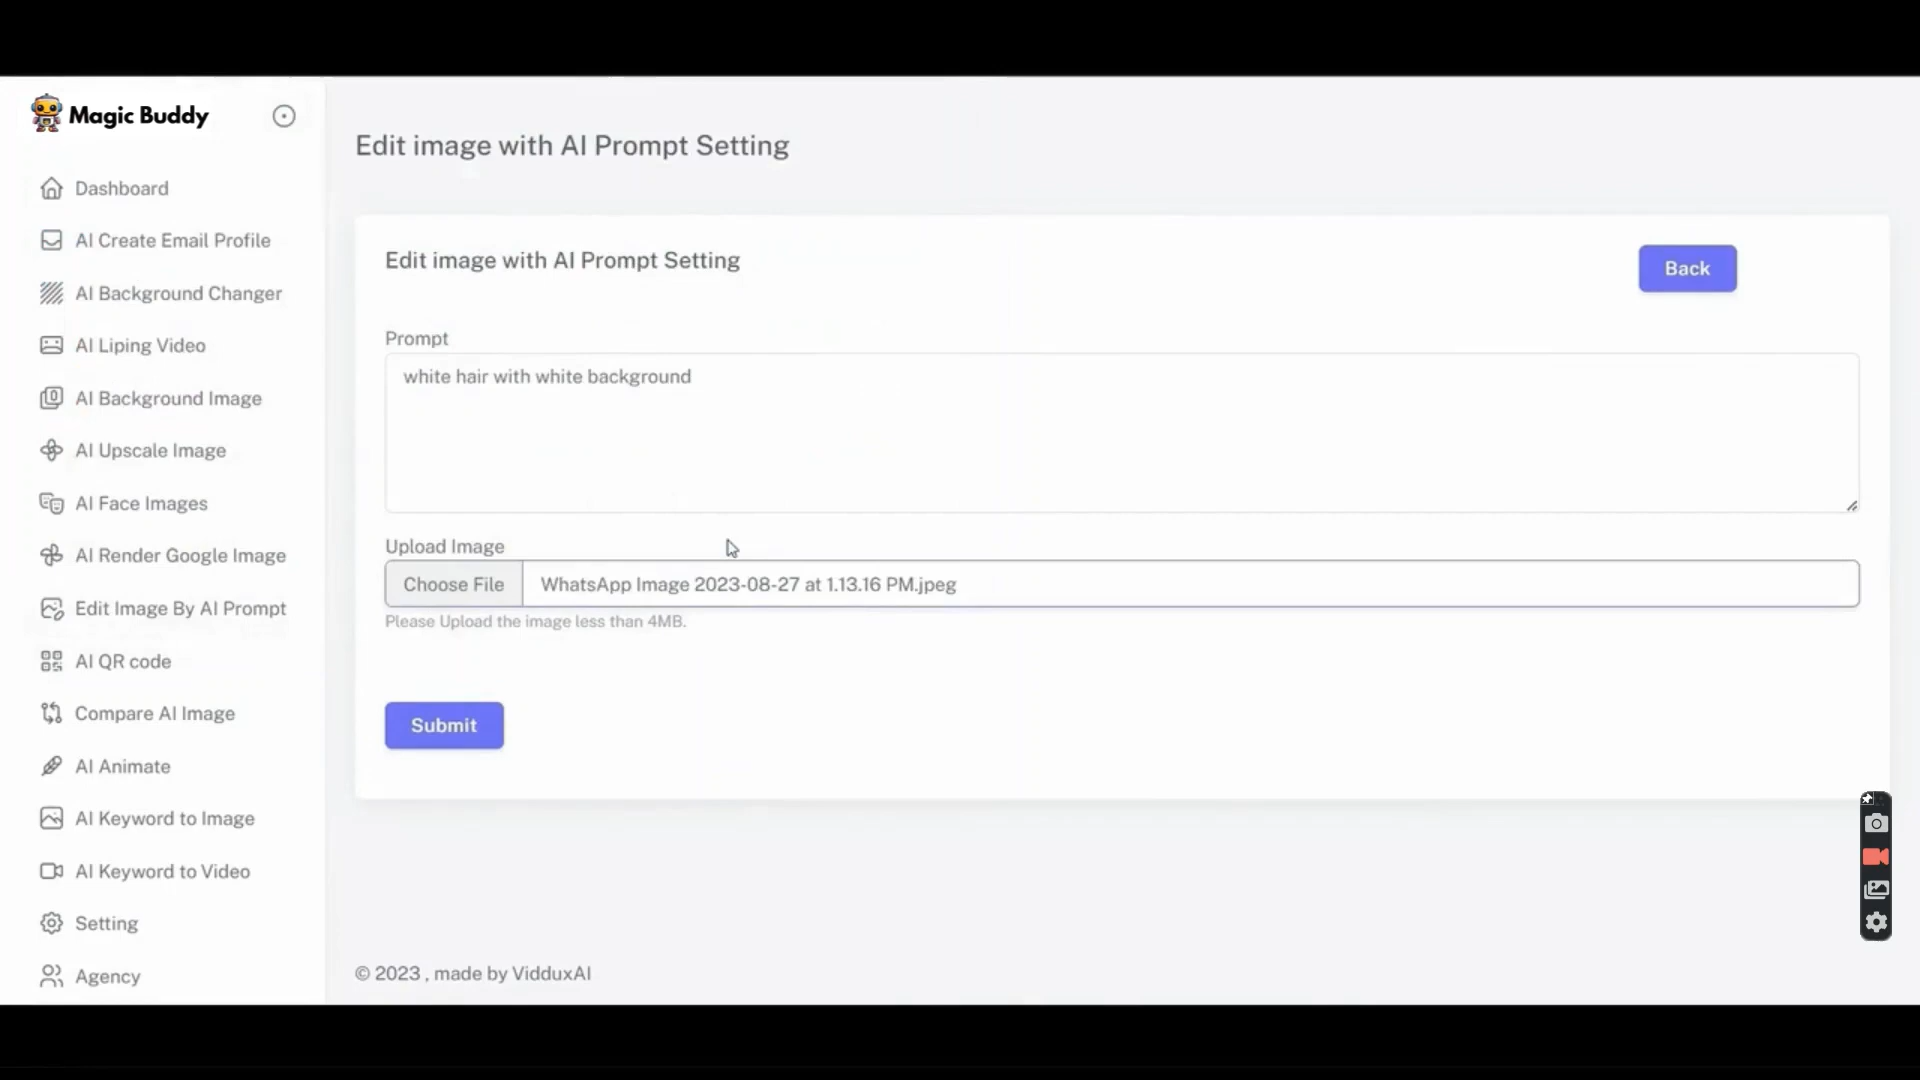 Magic Buddy
Dashboard
AI Create Email Profile
AI Background Changer
AI Liping Video
AI Background Image
AI Upscale Image
AI Face Images
AI Render Google Image
Edit Image By AI Prompt
AI QR code
Compare AI Image
AI Animate
AI Keyword to Image
AI Keyword to Video
Setting
Agency
Edit image with AI Prompt Setting
Edit image with AI Prompt Setting
Back
Prompt
white hair with white background
Upload Image
Choose File WhatsApp Image 2023-08-27 at 1.13.16 PM.jpeg
Please Upload the image less than 4MB.
Submit
© 2023 , made by VidduxAI